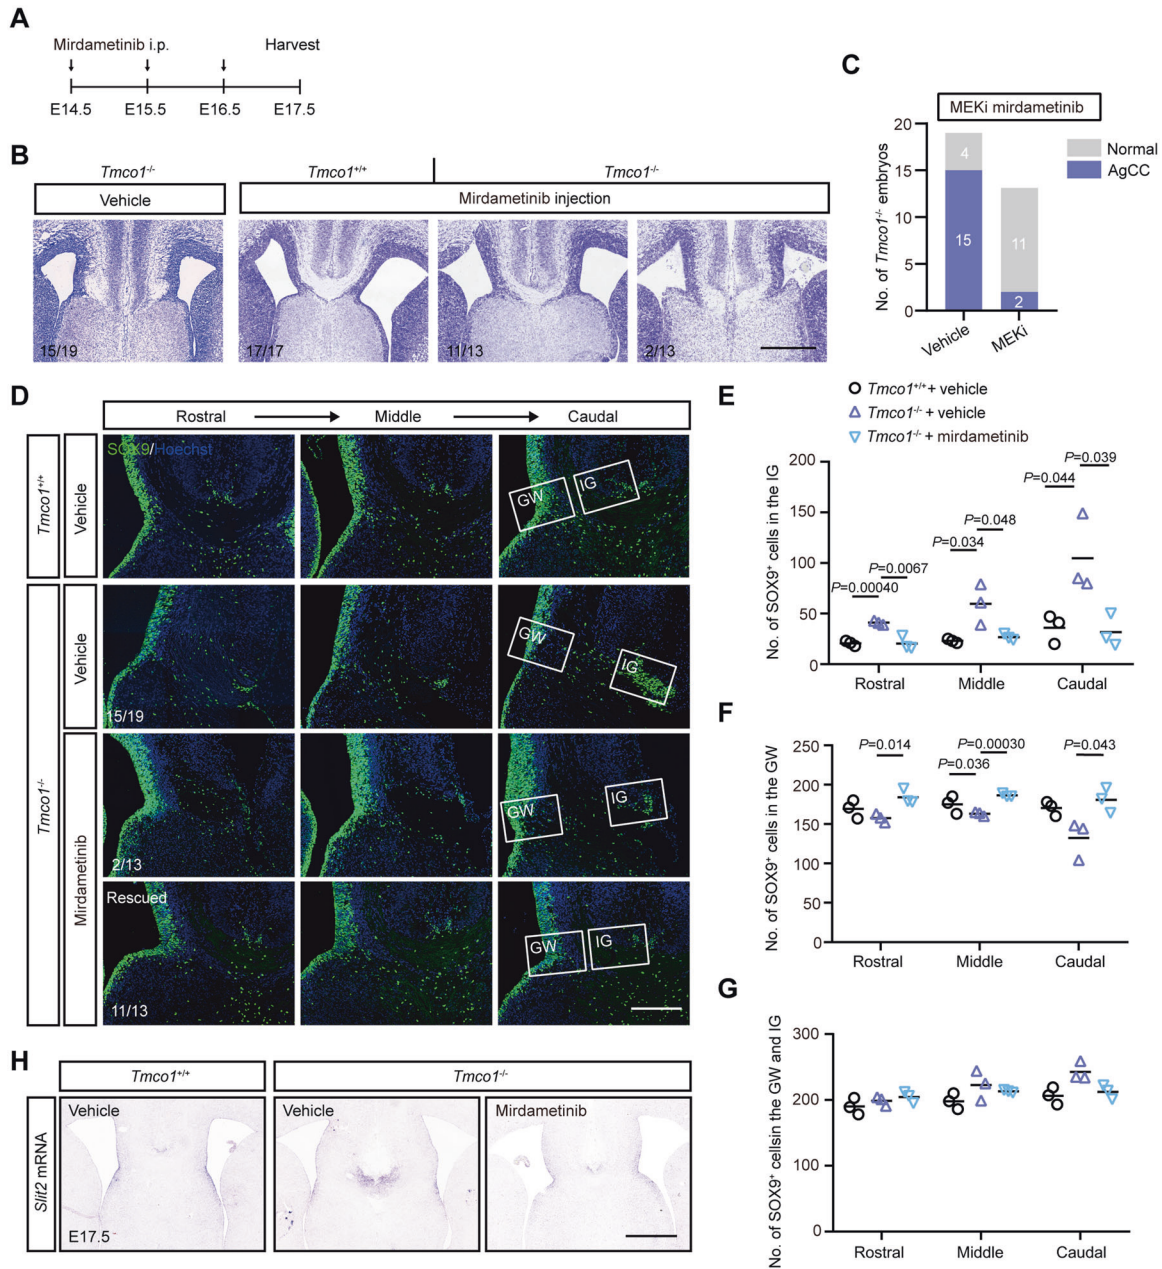 A
Mirdametinib i.p.
Harvest
E14.5
E15.5
E16.5
E17.5
B
Tmco1-/-
Tmco1+/+
Tmco1-/-
Vehicle
Mirdametinib injection
15/19
17/17
11/13
2/13
C
MEKi mirdametinib
No. of Tmco1-/- embryos
20
15
10
5
0
4
15
11
2
Vehicle
MEKi
Normal
AgCC
D
Rostral
Middle
Caudal
Tmco1+/+
Vehicle
SOX9/Hoechst
GW
IG
Tmco1-/-
Vehicle
15/19
GW
IG
Mirdametinib
2/13
GW
IG
Rescued
11/13
GW
IG
E
Tmco1+/+ + vehicle
Tmco1-/- + vehicle
Tmco1-/- + mirdametinib
No. of SOX9+ cells in the IG
200
150
100
50
0
P=0.00040
P=0.0067
P=0.034
P=0.048
P=0.044
P=0.039
Rostral
Middle
Caudal
F
No. of SOX9+ cells in the GW
250
200
150
100
50
0
P=0.014
P=0.036
P=0.00030
P=0.043
Rostral
Middle
Caudal
G
No. of SOX9+ cellsin the GW and IG
300
200
100
0
Rostral
Middle
Caudal
H
Tmco1+/+
Tmco1-/-
Slit2 mRNA
Vehicle
Vehicle
Mirdametinib
E17.5